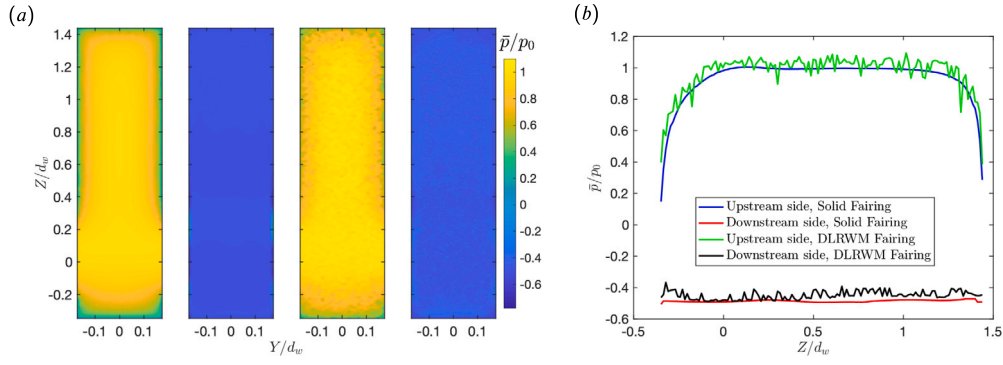 (a)
p̄/p₀
1.4
1.2
1
0.8
0.6
0.4
0.2
0
-0.2
Z/d_w
-0.1 0 0.1
-0.1 0 0.1
-0.1 0 0.1
-0.1 0 0.1
Y/d_w
1
0.8
0.6
0.4
0.2
0
-0.2
-0.4
-0.6
(b)
1.2
1
0.8
0.6
0.4
0.2
0
-0.2
-0.4
-0.6
p̄/p₀
Upstream side, Solid Fairing
Downstream side, Solid Fairing
Upstream side, DLRWM Fairing
Downstream side, DLRWM Fairing
-0.5 0 0.5 1 1.5
Z/d_w